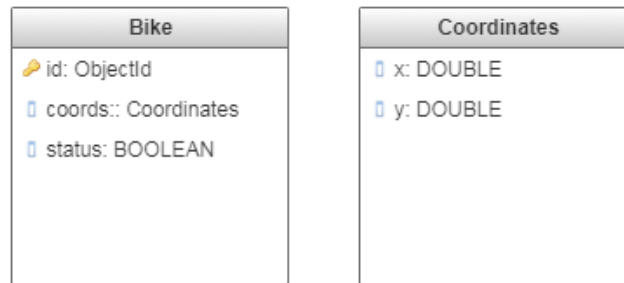 Bike
id: ObjectId
coords:: Coordinates
status: BOOLEAN
Coordinates
x: DOUBLE
y: DOUBLE